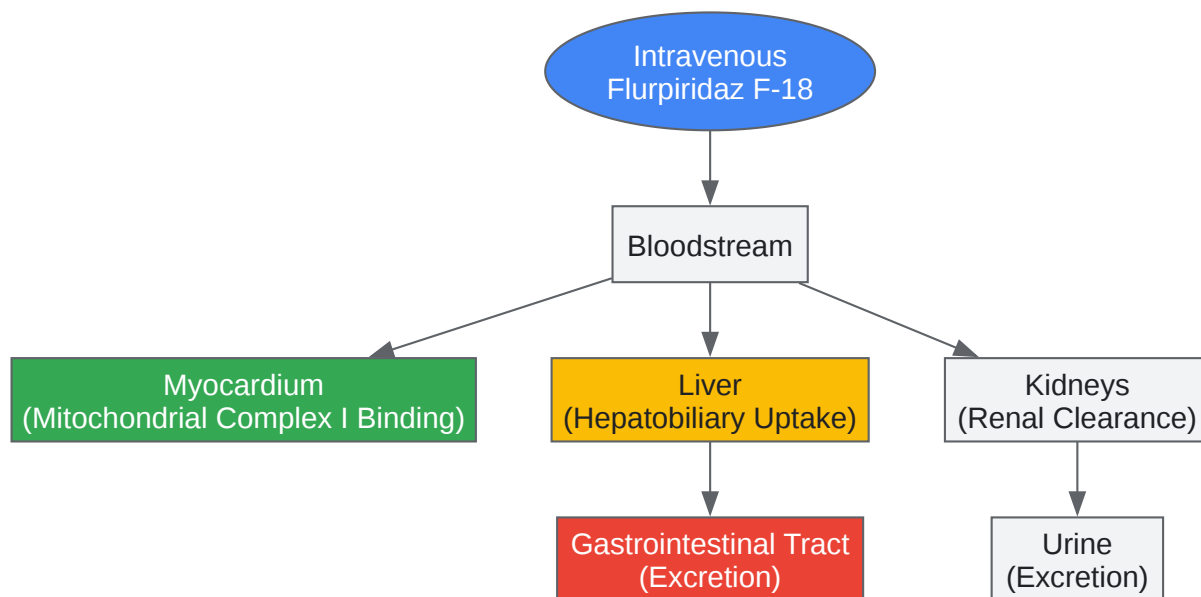 Intravenous
Flurpiridaz F-18
Bloodstream
Myocardium
(Mitochondrial Complex I Binding)
Liver
(Hepatobiliary Uptake)
Kidneys
(Renal Clearance)
Gastrointestinal Tract
(Excretion)
Urine
(Excretion)